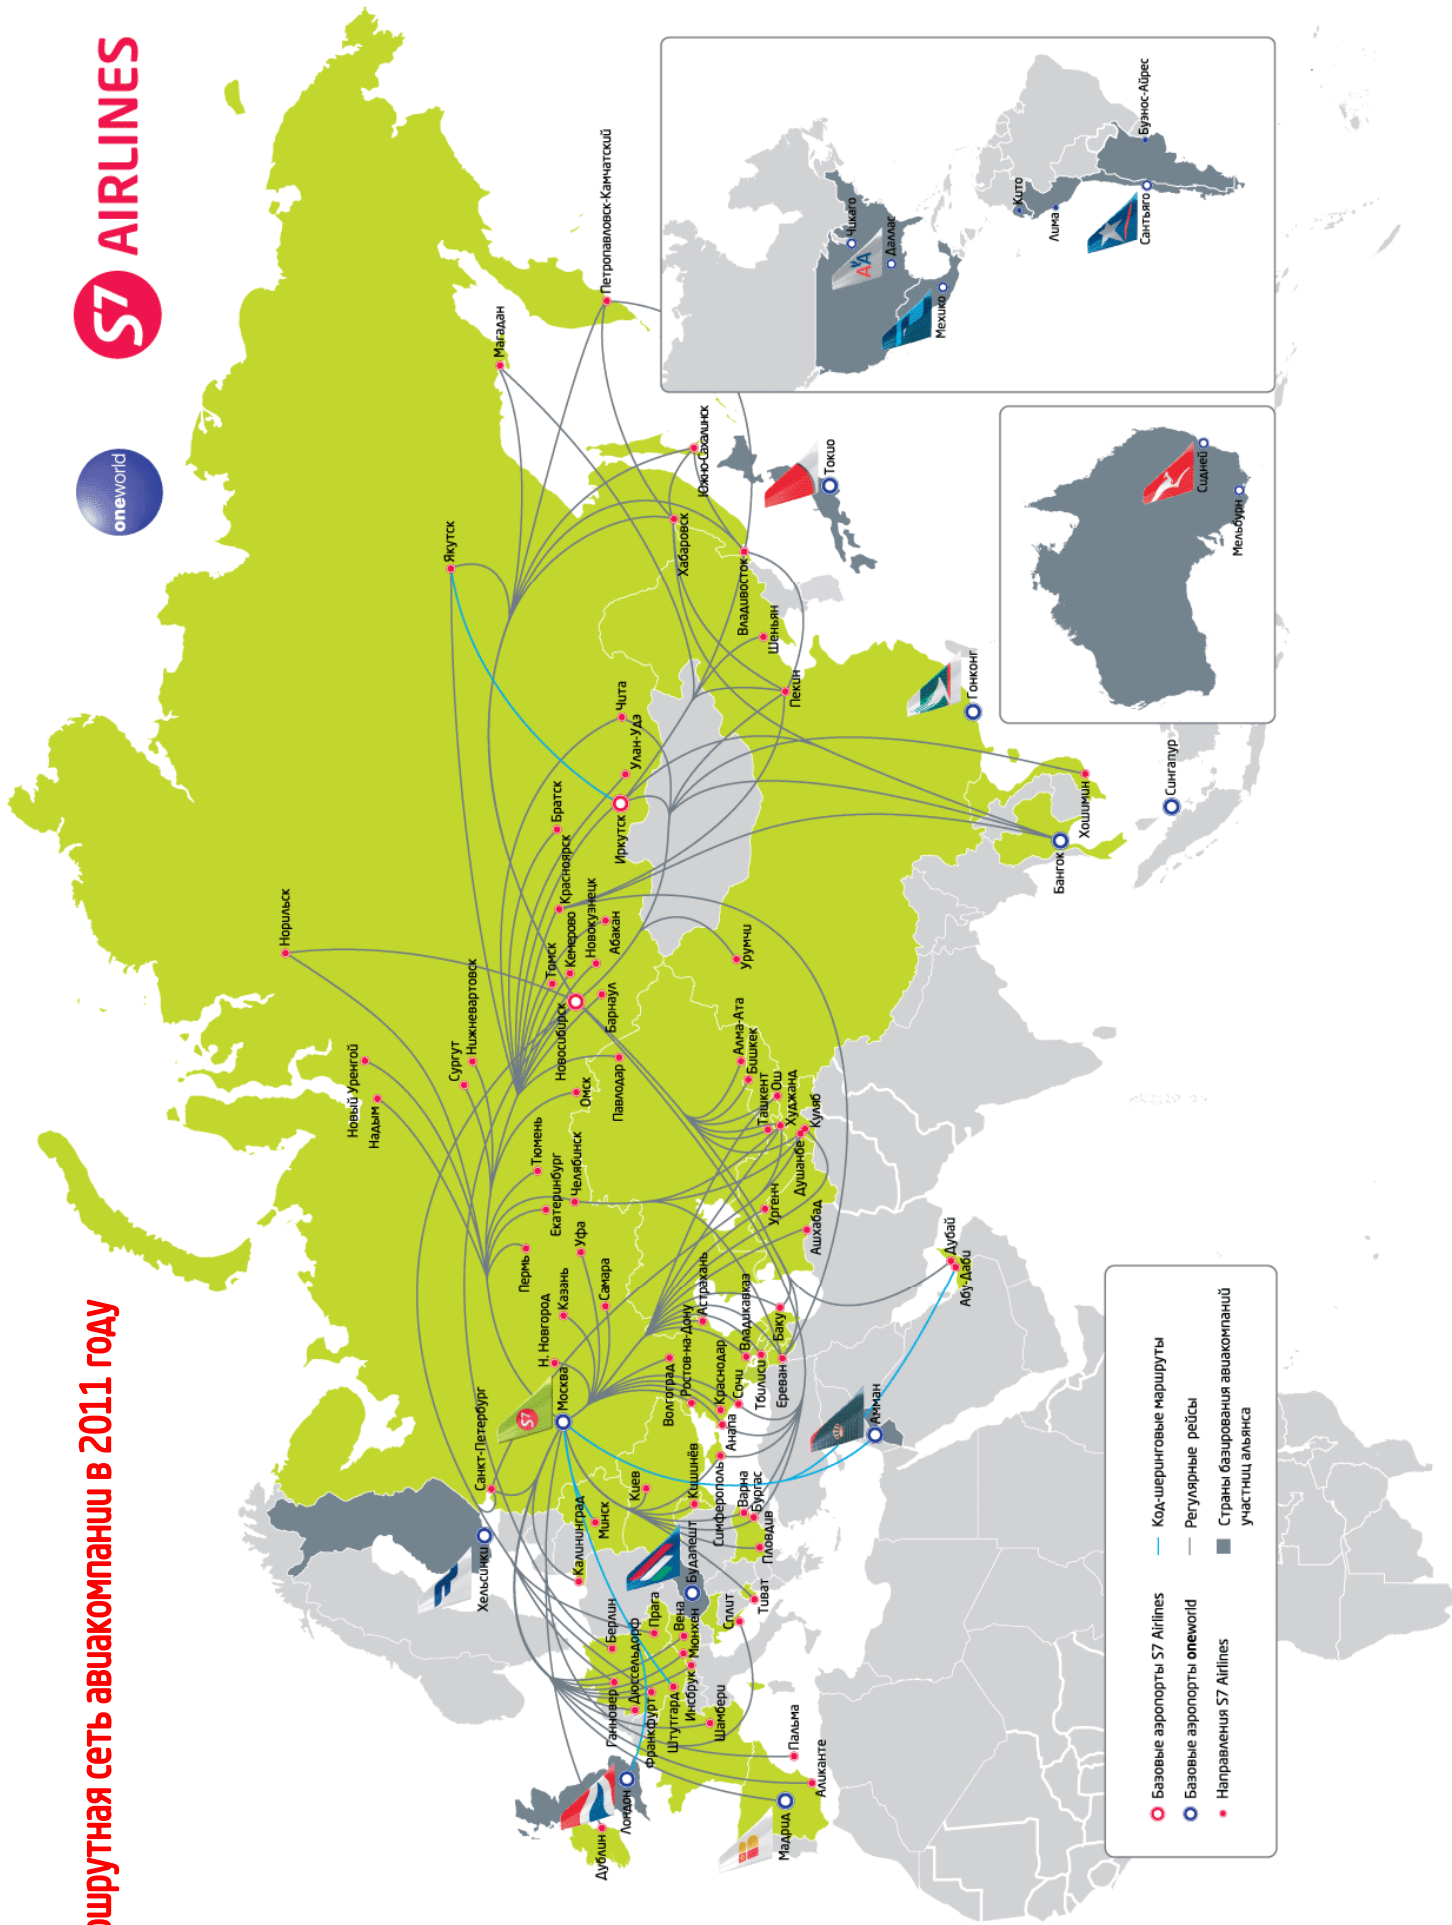 ршрутная сеть авиакомпании в 2011 году
oneworld
S7 AIRLINES
Норильск
Новый Уренгой
Надым
Сургут
Нижневартовск
Якутск
Магадан
Петропавловск-Камчатский
Южно-Сахалинск
Хабаровск
Владивосток
Шеньян
Пекин
Токио
Гонконг
Чита
Улан-Удэ
Иркутск
Братск
Красноярск
Томск
Кемерово
Новокузнецк
Абакан
Новосибирск
Барнаул
Омск
Павлодар
Урумчи
Тюмень
Екатеринбург
Челябинск
Пермь
Уфа
Казань
Самара
Н. Новгород
S7
Москва
Санкт-Петербург
Хельсинки
Калининград
Минск
Киев
Кишинёв
Симферополь
Волгоград
Ростов-на-Дону
Астрахань
Краснодар
Анапа
Сочи
Владикавказ
Тбилиси
Ереван
Баку
Алма-Ата
Бишкек
Ташкент
Ош
Худжанд
Куляб
Душанбе
Ургенч
Ашхабад
Варна
Бургас
Пловдив
Будапешт
Тиват
Сплит
Берлин
Прага
Вена
Мюнхен
Дюссельдорф
Ганновер
Франкфурт
Штутгард
Инсбрук
Шамбери
Пальма
Аликанте
Мадрид
Лондон
Дублин
Амман
Дубай
Абу-Даби
Бангок
Хошимин
Сингапур
Чикаго
AA
Даллас
Мехико
Кито
Лима
Сантьяго
Буэнос-Айрес
Сидней
Мельбурн
Базовые аэропорты S7 Airlines
Базовые аэропорты oneworld
Направления S7 Airlines
Код-шеринговые маршруты
Регулярные рейсы
Страны базирования авиакомпаний
участниц альянса